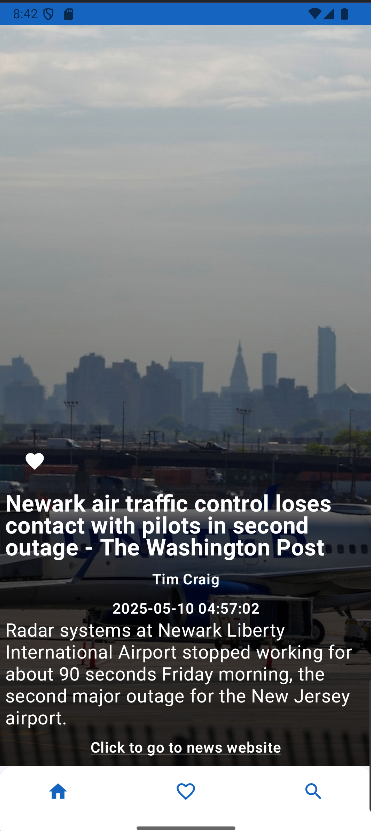 8:42
Newark air traffic control loses
contact with pilots in second
outage - The Washington Post
Tim Craig
2025-05-10 04:57:02
Radar systems at Newark Liberty
International Airport stopped working for
about 90 seconds Friday morning, the
second major outage for the New Jersey
airport.
Click to go to news website